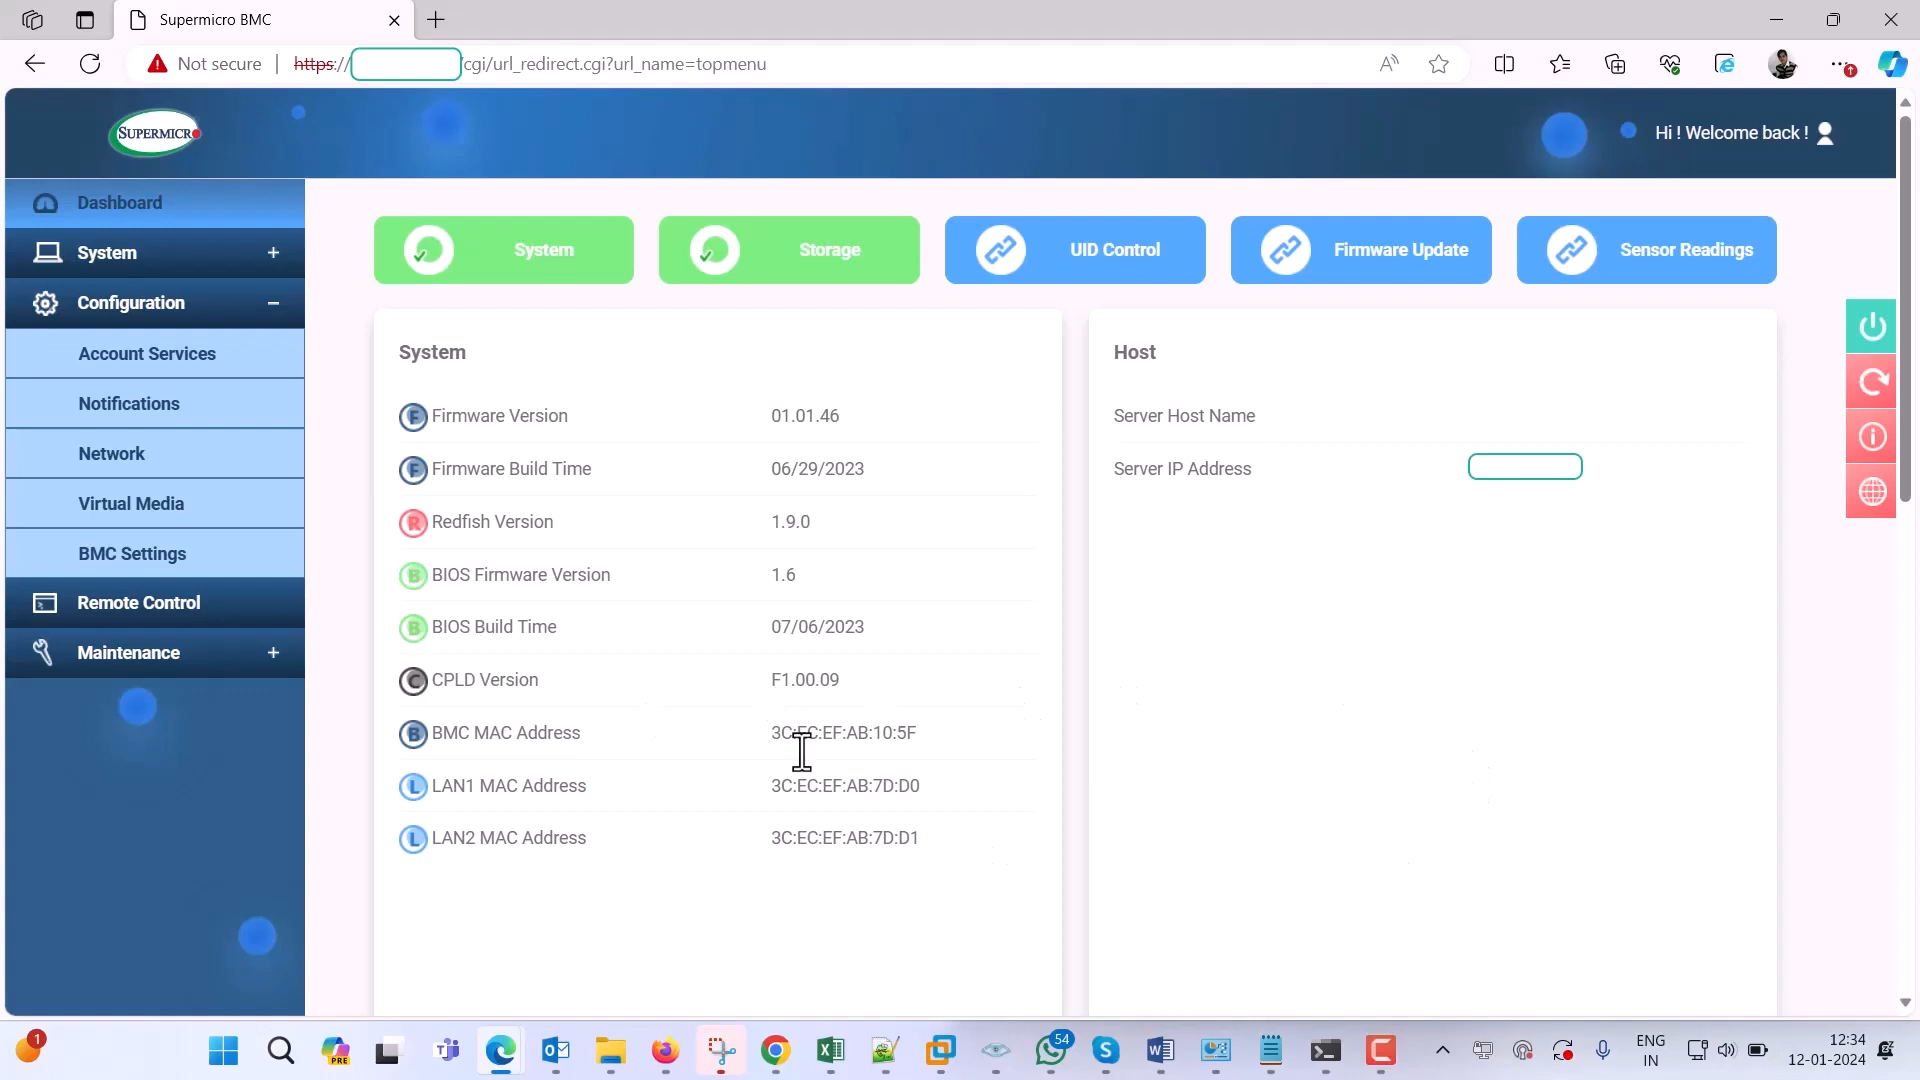 Supermicro BMC
Not secure | https:// /cgi/url_redirect.cgi?url_name=topmenu
SUPERMICR
Hi ! Welcome back !
Dashboard
System +
Configuration −
Account Services
Notifications
Network
Virtual Media
BMC Settings
Remote Control
Maintenance +
System
Storage
UID Control
Firmware Update
Sensor Readings
System
Firmware Version 01.01.46
Firmware Build Time 06/29/2023
Redfish Version 1.9.0
BIOS Firmware Version 1.6
BIOS Build Time 07/06/2023
CPLD Version F1.00.09
BMC MAC Address 3C:EC:EF:AB:10:5F
LAN1 MAC Address 3C:EC:EF:AB:7D:D0
LAN2 MAC Address 3C:EC:EF:AB:7D:D1
Host
Server Host Name
Server IP Address
1
PRE
54
ENG
IN
12:34
12-01-2024